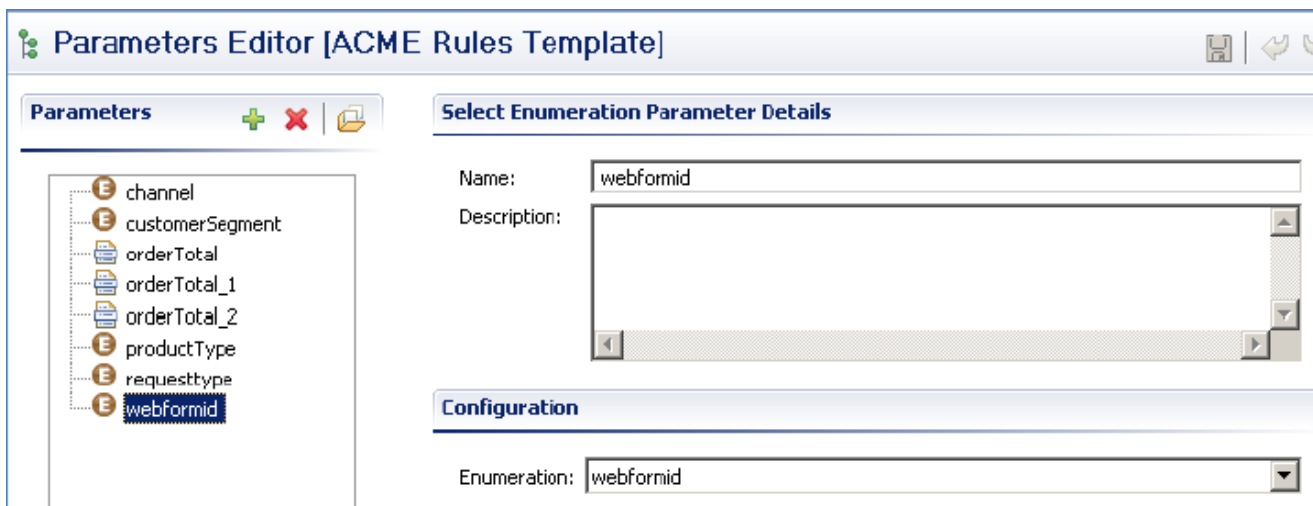 Parameters Editor [ACME Rules Template]
Parameters
channel
customerSegment
orderTotal
orderTotal_1
orderTotal_2
productType
requesttype
webformid
Select Enumeration Parameter Details
Name: webformid
Description:
Configuration
Enumeration: webformid